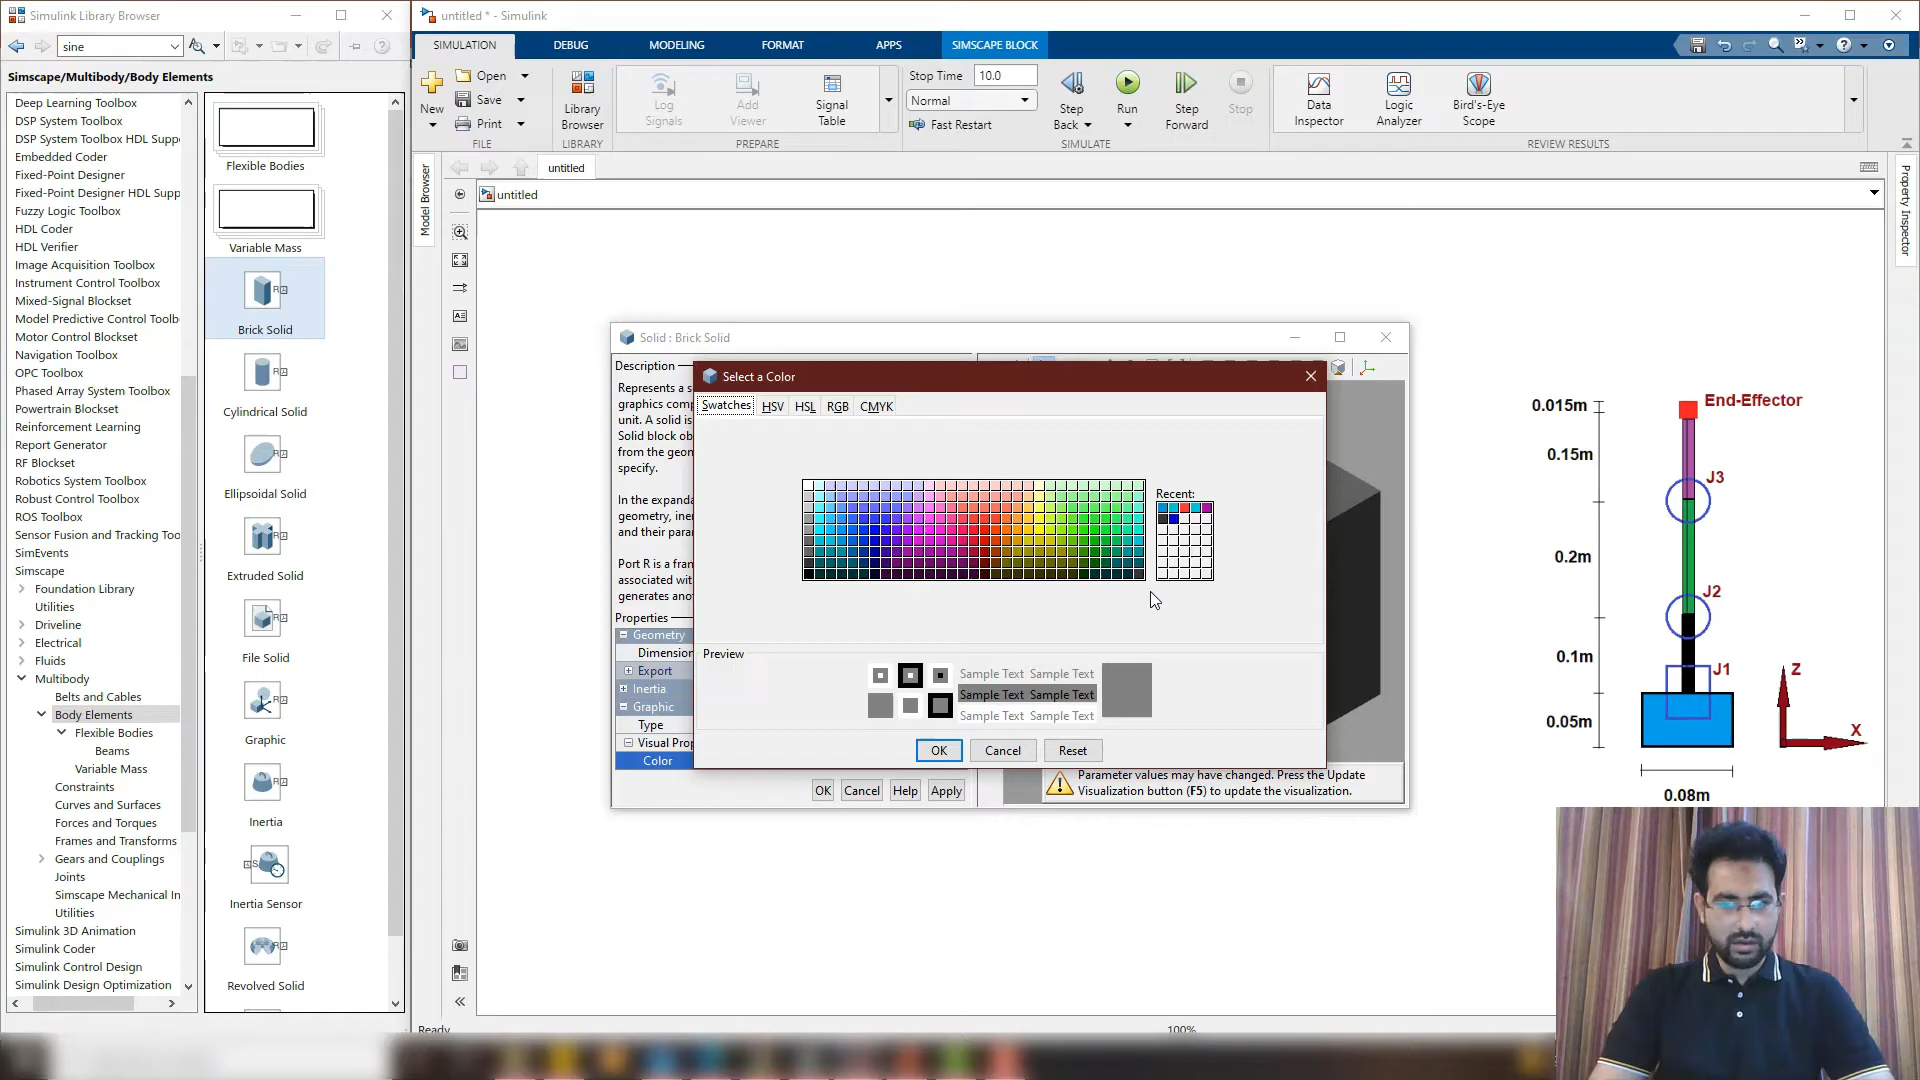 Simulink Library Browser
sine
Simscape/Multibody/Body Elements
Deep Learning Toolbox
DSP System Toolbox
DSP System Toolbox HDL Supp
Embedded Coder
Fixed-Point Designer
Fixed-Point Designer HDL Supp
Fuzzy Logic Toolbox
HDL Coder
HDL Verifier
Image Acquisition Toolbox
Instrument Control Toolbox
Mixed-Signal Blockset
Model Predictive Control Toolb
Motor Control Blockset
Navigation Toolbox
OPC Toolbox
Phased Array System Toolbox
Powertrain Blockset
Reinforcement Learning
Report Generator
RF Blockset
Robotics System Toolbox
Robust Control Toolbox
ROS Toolbox
Sensor Fusion and Tracking Too
SimEvents
Simscape
Foundation Library
Utilities
Driveline
Electrical
Fluids
Multibody
Belts and Cables
Body Elements
Flexible Bodies
Beams
Variable Mass
Constraints
Curves and Surfaces
Forces and Torques
Frames and Transforms
Gears and Couplings
Joints
Simscape Mechanical In
Utilities
Simulink 3D Animation
Simulink Coder
Simulink Control Design
Simulink Design Optimization
Flexible Bodies
Variable Mass
Brick Solid
Cylindrical Solid
Ellipsoidal Solid
Extruded Solid
File Solid
Graphic
Inertia
Inertia Sensor
Revolved Solid
untitled * - Simulink
SIMULATION DEBUG MODELING FORMAT APPS SIMSCAPE BLOCK
New
Open
Save
Print
FILE
Library
Browser
LIBRARY
Log
Signals
Add
Viewer
Signal
Table
PREPARE
Stop Time 10.0
Normal
Fast Restart
Step
Back
Run
Step
Forward
Stop
SIMULATE
Data
Inspector
Logic
Analyzer
Bird's-Eye
Scope
REVIEW RESULTS
Model Browser
untitled
untitled
Property Inspector
Solid : Brick Solid
Description
Represents a s
graphics comp
unit. A solid is
Solid block ob
from the geom
specify.
In the expanda
geometry, iner
and their parar
Port R is a fran
associated with
generates anot
Properties
Geometry
Dimension
Export
Inertia
Graphic
Type
Visual Prop
Color
OK Cancel Help Apply
Parameter values may have changed. Press the Update
Visualization button (F5) to update the visualization.
Select a Color
Swatches HSV HSL RGB CMYK
Recent:
Preview
Sample Text Sample Text
Sample Text Sample Text
Sample Text Sample Text
OK Cancel Reset
0.015m
End-Effector
0.15m
J3
0.2m
J2
0.1m
J1
0.05m
Z
X
0.08m
Ready
100%